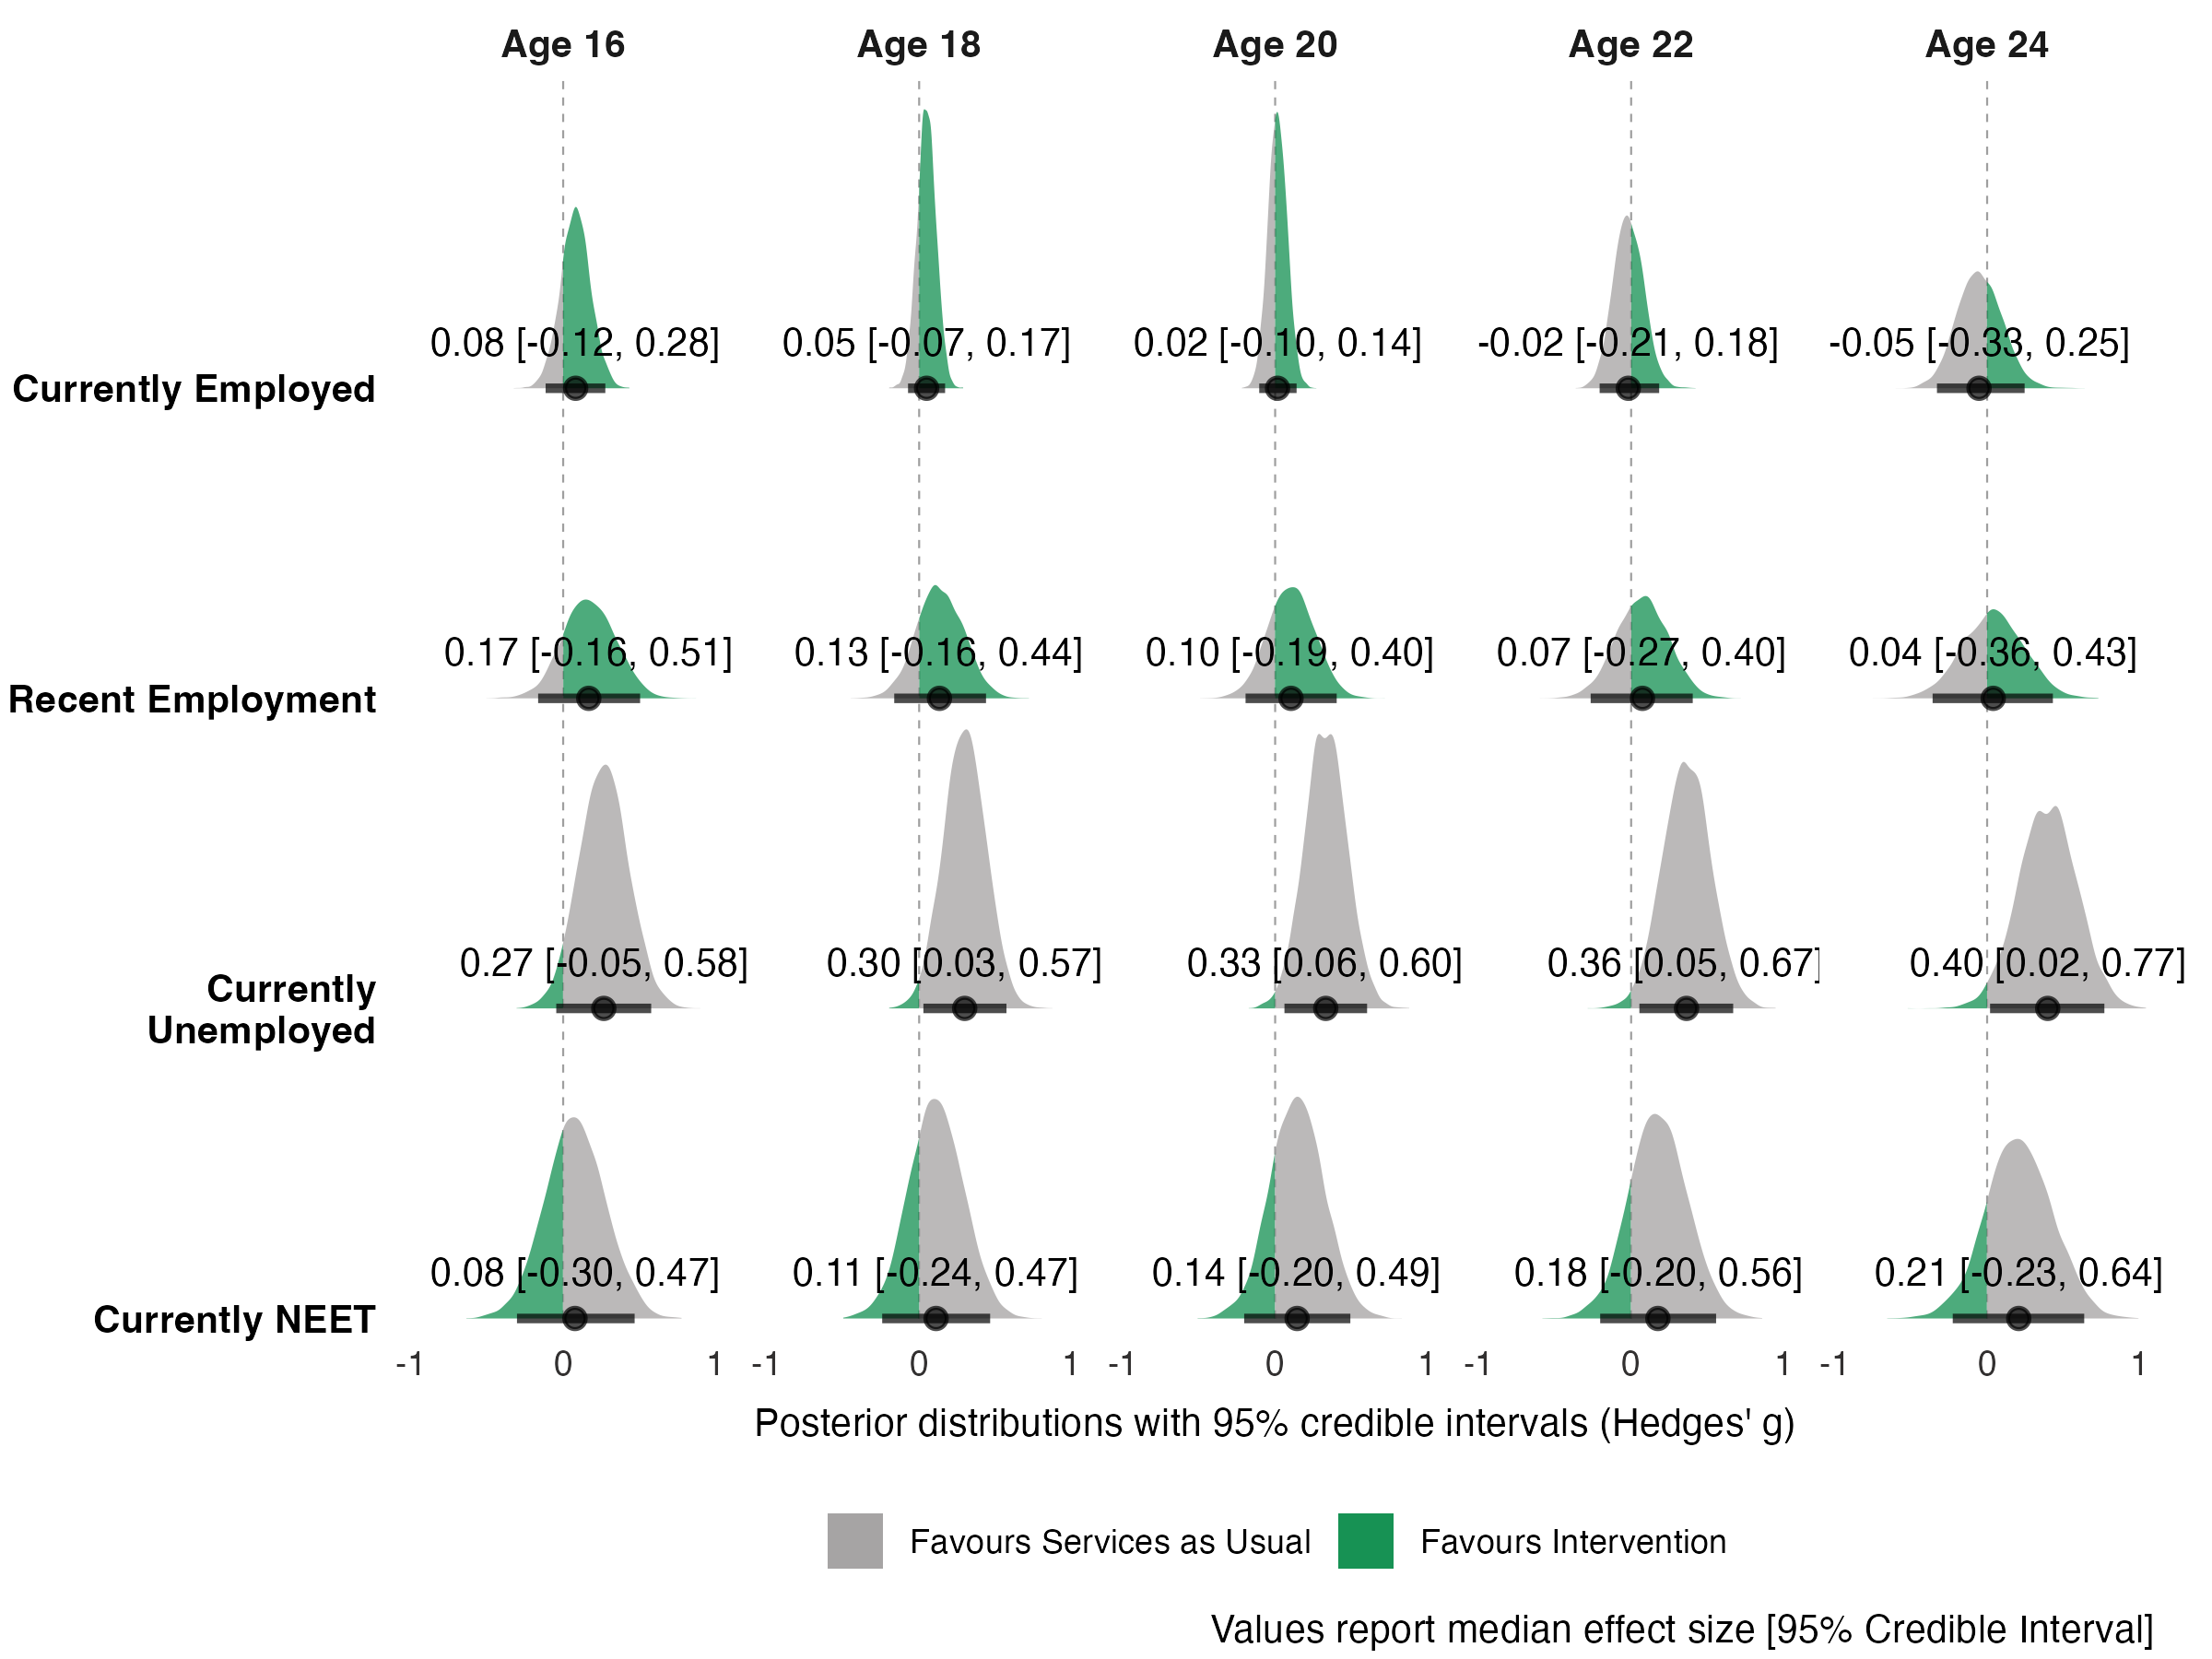 Age 16 Age 18 Age 20 Age 22 Age 24
0.08 [-0.12, 0.28] 0.05 [-0.07, 0.17] 0.02 [-0.10, 0.14] -0.02 [-0.21, 0.18] -0.05 [-0.33, 0.25]
Currently Employed
0.17 [-0.16, 0.51] 0.13 [-0.16, 0.44] 0.10 [-0.19, 0.40] 0.07 [-0.27, 0.40] 0.04 [-0.36, 0.43]
Recent Employment
0.27 [-0.05, 0.58] 0.30 [0.03, 0.57] 0.33 [0.06, 0.60] 0.36 [0.05, 0.67] 0.40 [0.02, 0.77]
Currently
Unemployed
0.08 [-0.30, 0.47] 0.11 [-0.24, 0.47] 0.14 [-0.20, 0.49] 0.18 [-0.20, 0.56] 0.21 [-0.23, 0.64]
Currently NEET
-1 0 1 -1 0 1 -1 0 1 -1 0 1 -1 0 1
Posterior distributions with 95% credible intervals (Hedges' g)
Favours Services as Usual Favours Intervention
Values report median effect size [95% Credible Interval]